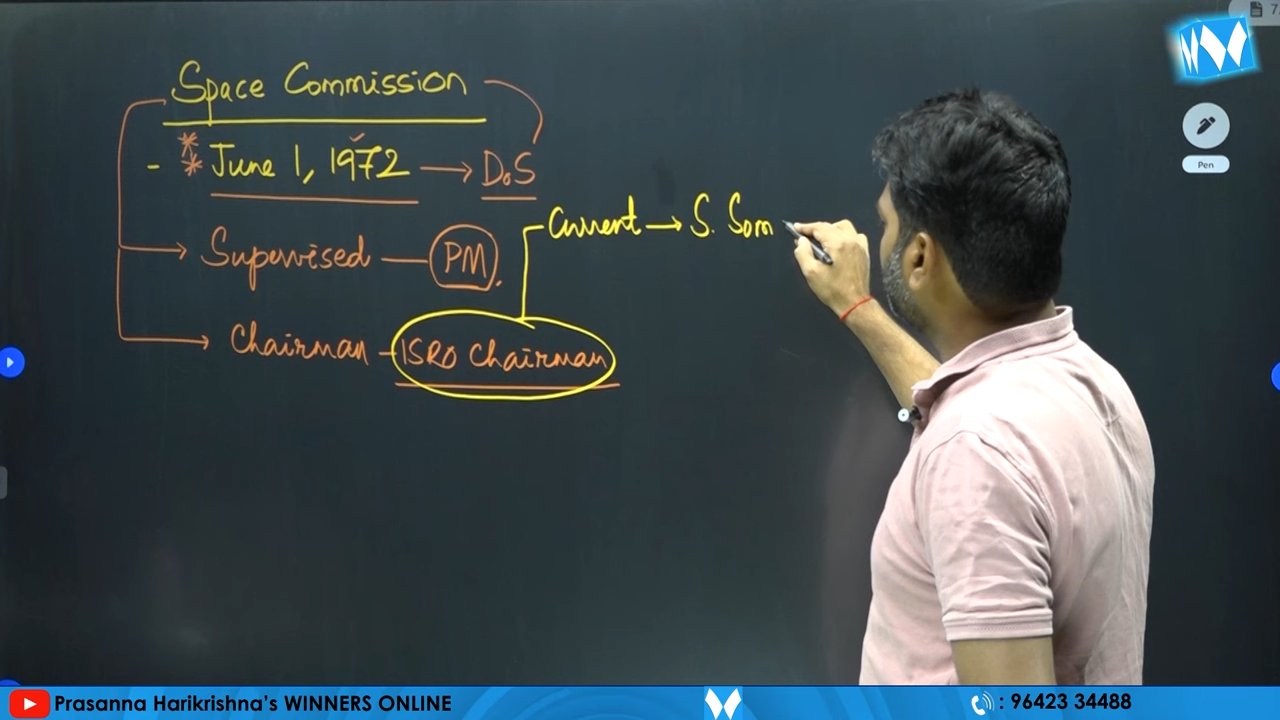 7
Space Commission
- ** June 1, 1972 → DoS
Current → S. Som
Supervised — PM
Pen
Chairman - ISRO Chairman
W
Prasanna Harikrishna's WINNERS ONLINE
: 96423 34488